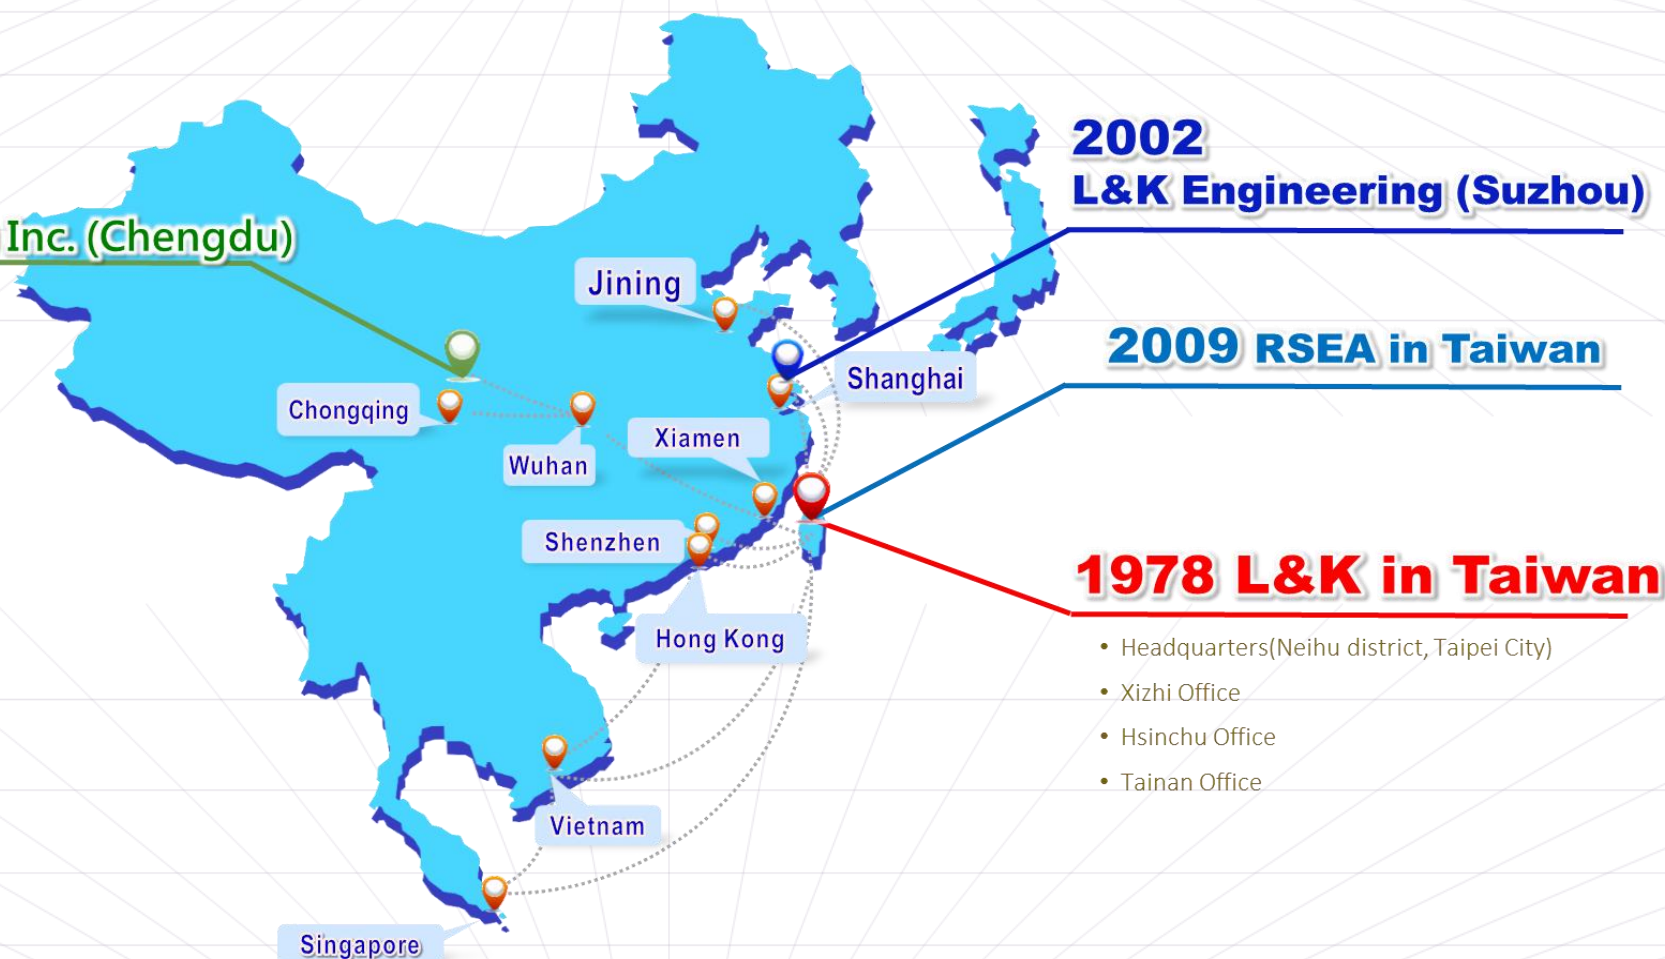 2002
L&K Engineering (Suzhou)
Inc. (Chengdu)
Jining
2009 RSEA in Taiwan
Shanghai
Chongqing
Xiamen
Wuhan
Shenzhen
1978 L&K in Taiwan
Hong Kong
• Headquarters(Neihu district, Taipei City)
• Xizhi Office
• Hsinchu Office
• Tainan Office
Vietnam
Singapore